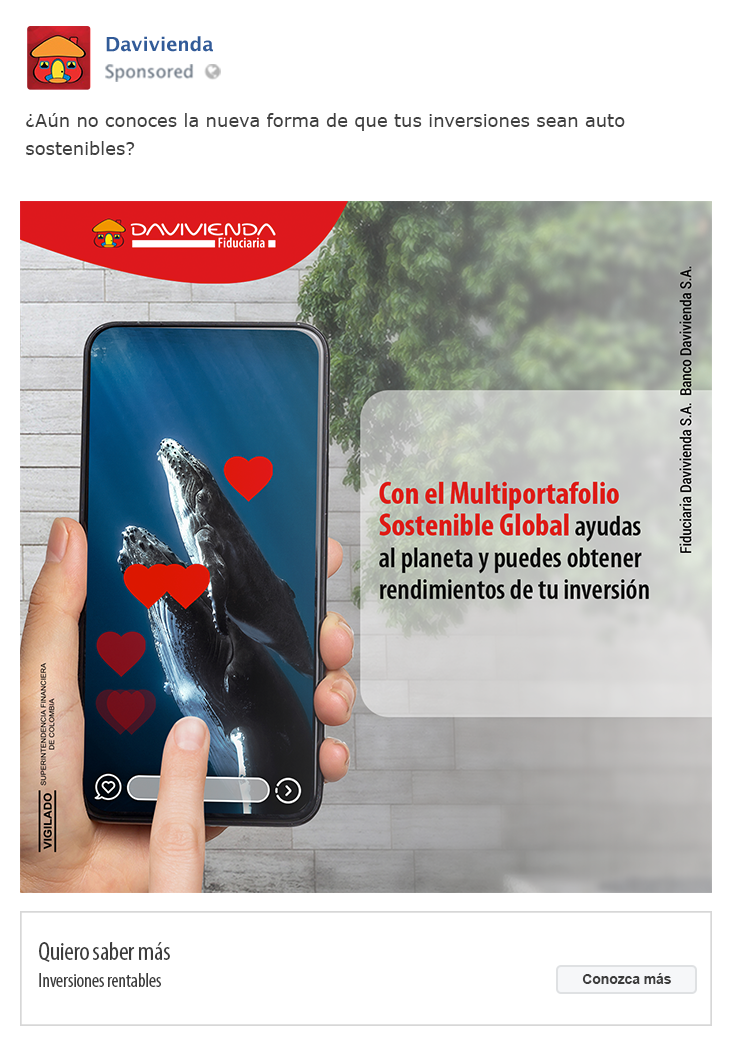 Davivienda
Sponsored
¿Aún no conoces la nueva forma de que tus inversiones sean auto
sostenibles?
DAVIVIENDA
Fiduciaria
Con el Multiportafolio
Sostenible Global ayudas
al planeta y puedes obtener
rendimientos de tu inversión
Fiduciaria Davivienda S.A. Banco Davivienda S.A.
VIGILADO
SUPERINTENDENCIA FINANCIERA
DE COLOMBIA
Quiero saber más
Inversiones rentables
Conozca más